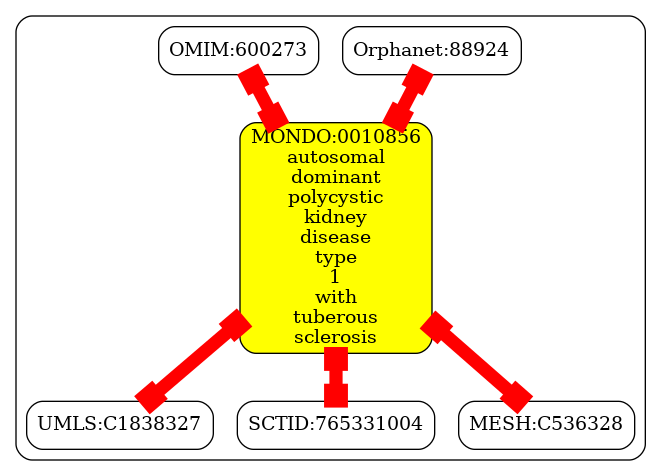 OMIM:600273
Orphanet:88924
MONDO:0010856
autosomal
dominant
polycystic
kidney
disease
type
1
with
tuberous
sclerosis
UMLS:C1838327
SCTID:765331004
MESH:C536328